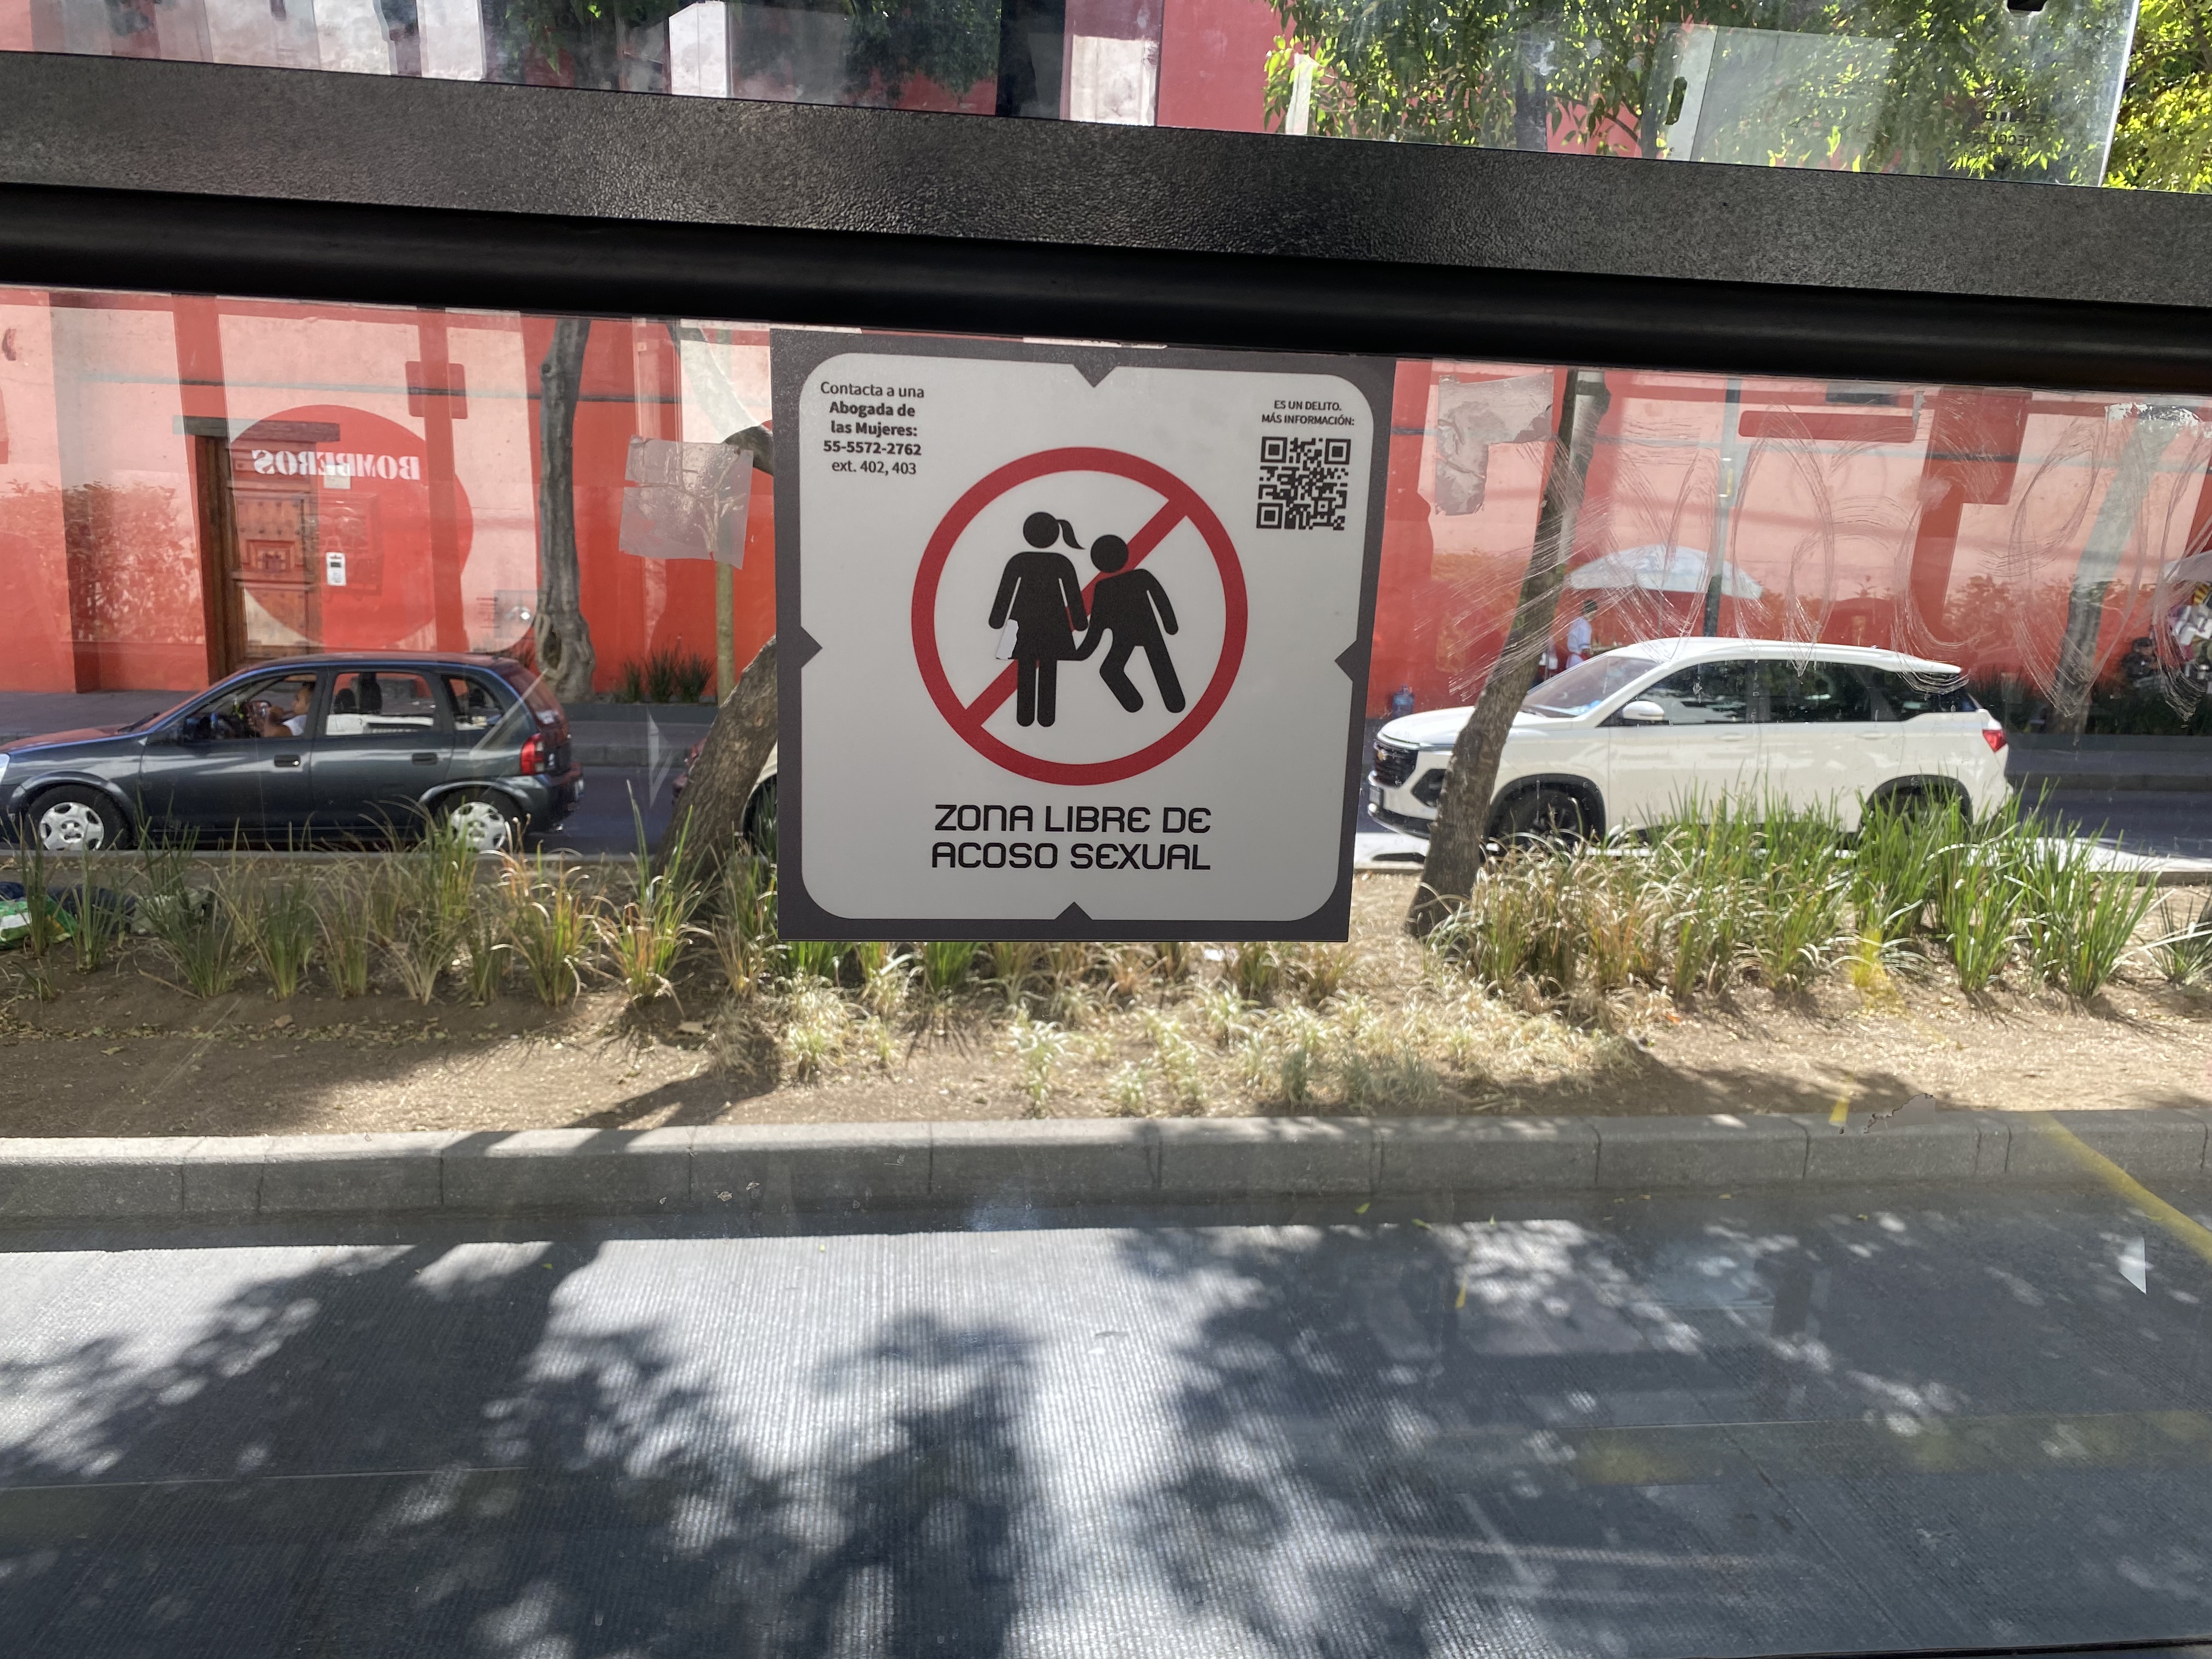 BOMBEROS
Contacta a una
Abogada de
las Mujeres:
55-5572-2762
ext. 402, 403
ES UN DELITO.
MÁS INFORMACIÓN:
ZONA LIBRE DE
ACOSO SEXUAL